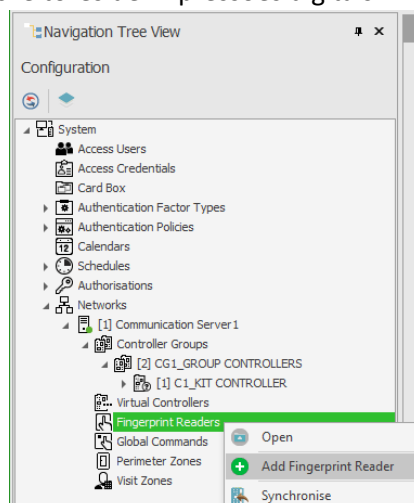 Navigation Tree View
Configuration
System
Access Users
Access Credentials
Card Box
Authentication Factor Types
Authentication Policies
12 Calendars
Schedules
Authorisations
Networks
[1] Communication Server1
Controller Groups
[2] CG1_GROUP CONTROLLERS
[1] C1_KIT CONTROLLER
Virtual Controllers
Fingerprint Readers
Open
Global Commands
Add Fingerprint Reader
Perimeter Zones
Visit Zones
Synchronise